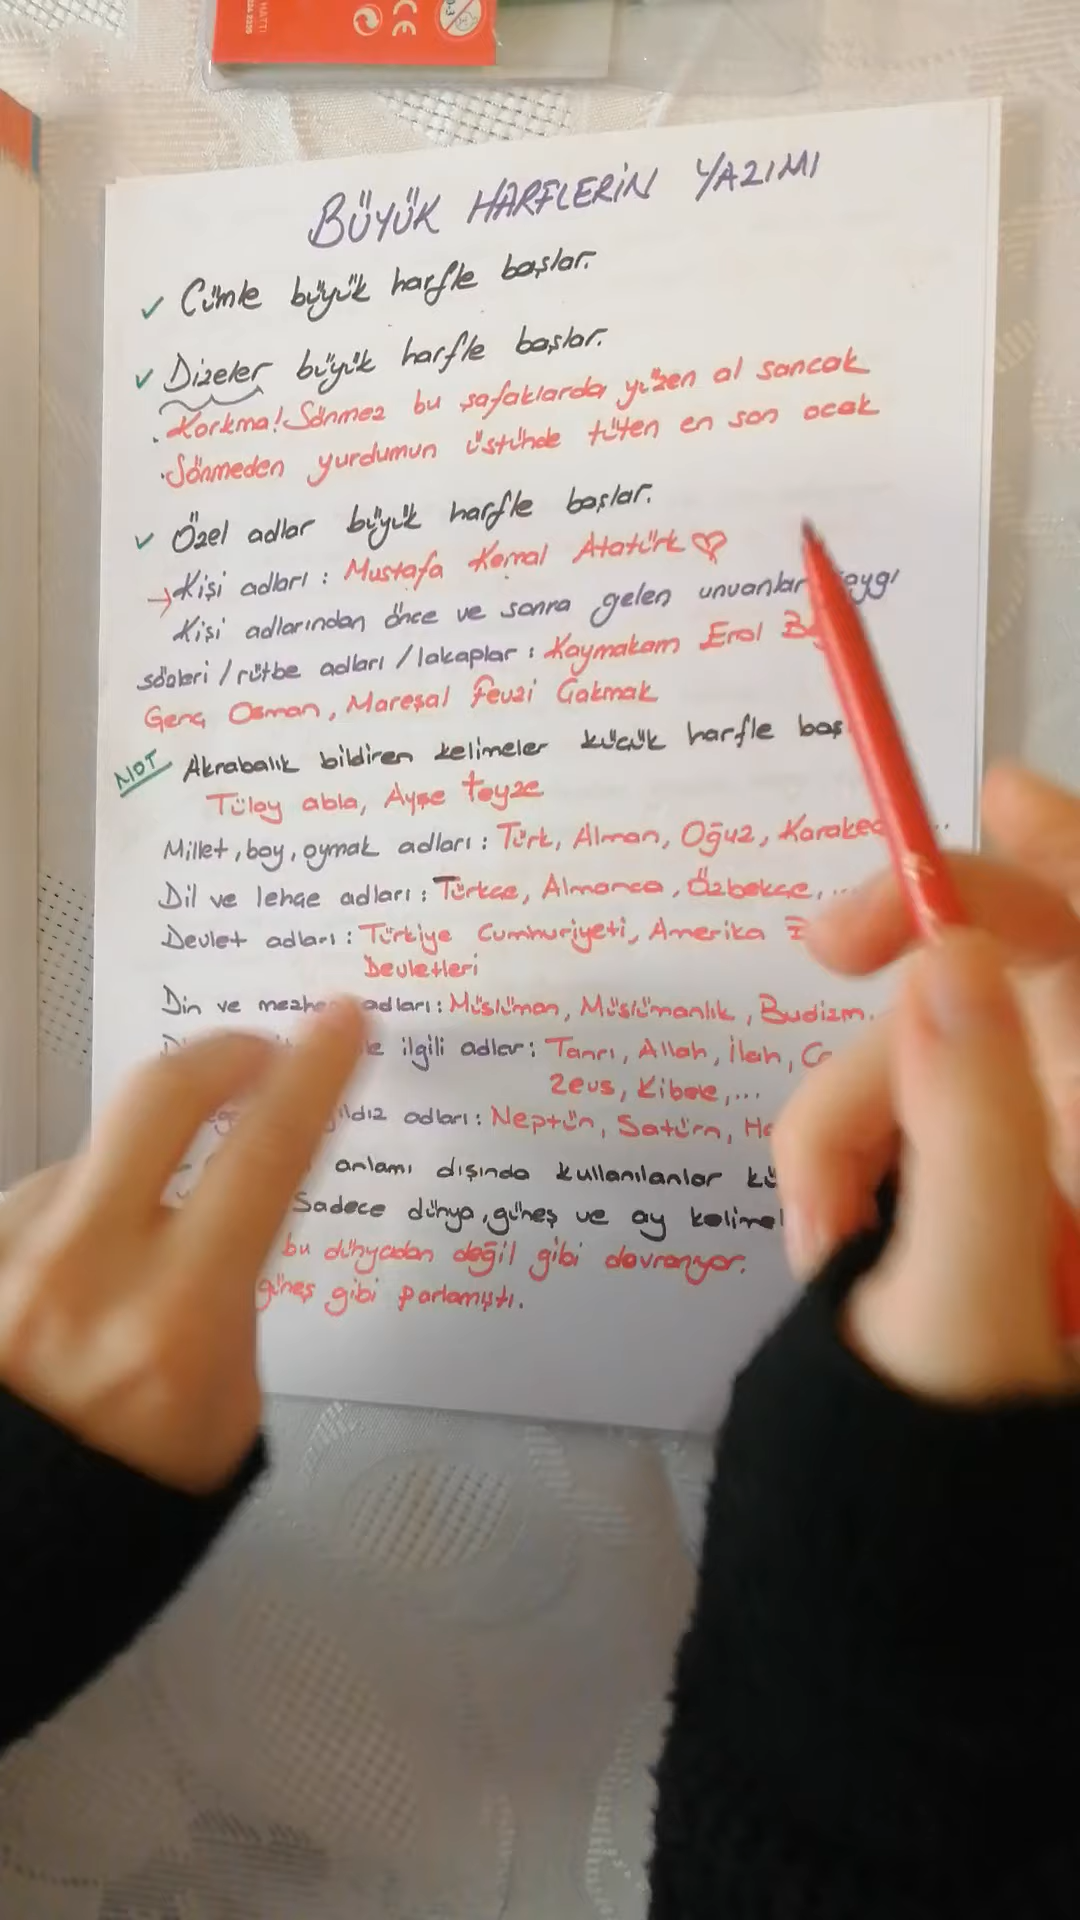 BÜYÜK HARFLERİN YAZIMI
✓ Cümle büyük harfle başlar.
✓ Dizeler büyük harfle başlar.
. Korkma! Sönmez bu şafaklarda yüzen al sancak
. Sönmeden yurdumun üstünde tüten en son ocak
✓ Özel adlar büyük harfle başlar.
→ Kişi adları : Mustafa Kemal Atatürk ♡
Kişi adlarından önce ve sonra gelen unvanlar
sözleri / rütbe adları / lakaplar : Kaymakam Erol
Genç Osman, Mareşal Fevzi Çakmak
NOT Akrabalık bildiren kelimeler küçük harfle baş
Tülay abla, Ayşe teyze
Millet, boy, oymak adları : Türk, Alman, Oğuz, ...
Dil ve lehçe adları : Türkçe, Almanca, Özbekçe, ...
Devlet adları : Türkiye Cumhuriyeti, Amerika
Devletleri
Din ve adları: Müslüman, Müslümanlık, Budizm.
ilgili adlar: Tanrı, Allah, İlah,
Zeus, Kibele, ...
adları: Neptün, Satürn,
anlamı dışında kullanılanlar
Sadece dünya, güneş ve ay
bu dünyadan değil gibi davranıyor.
güneş gibi parlamıştı.